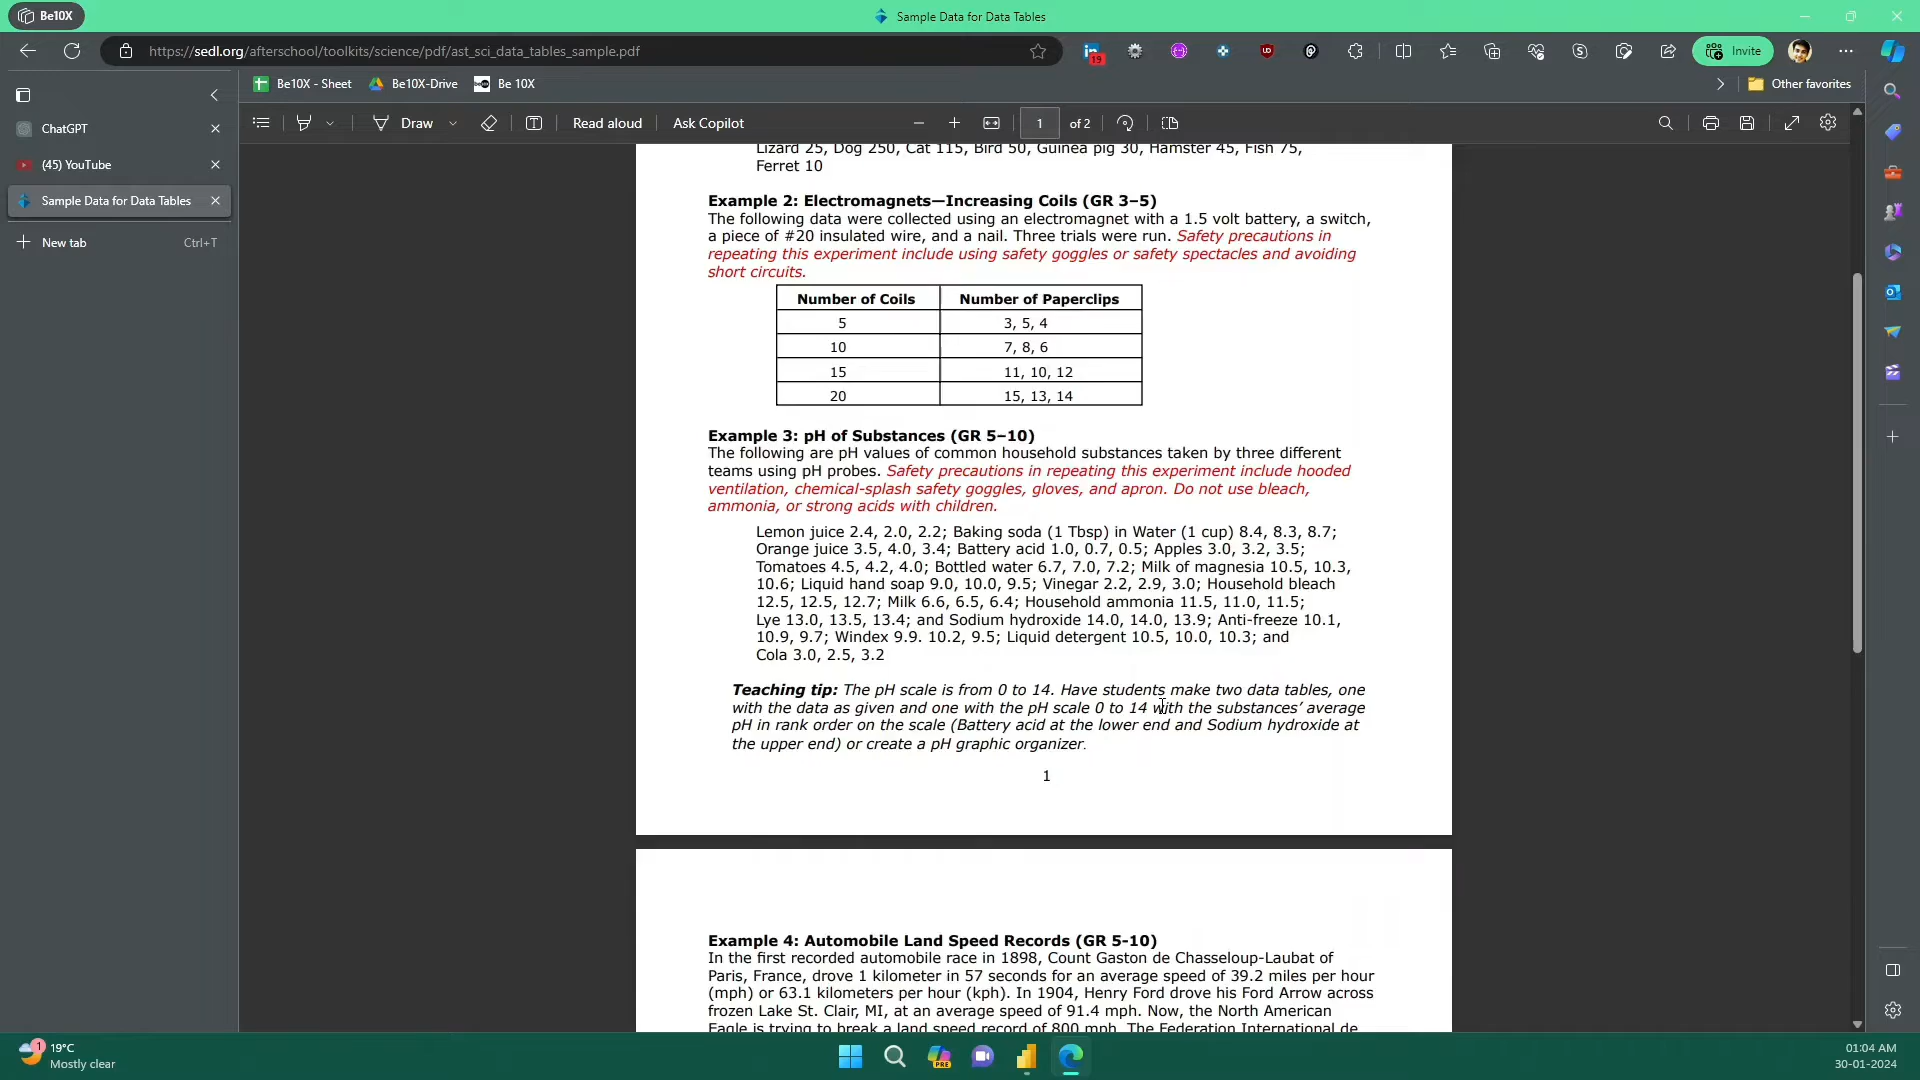 Be10X
Sample Data for Data Tables
https://sedl.org/afterschool/toolkits/science/pdf/ast_sci_data_tables_sample.pdf
19
Invite
Be10X - Sheet
Be10X-Drive
Be 10X
Other favorites
ChatGPT
(45) YouTube
Sample Data for Data Tables
New tab
Ctrl+T
Draw
Read aloud
Ask Copilot
1
of 2
Lizard 25, Dog 250, Cat 115, Bird 50, Guinea pig 30, Hamster 45, Fish 75,
Ferret 10
Example 2: Electromagnets—Increasing Coils (GR 3–5)
The following data were collected using an electromagnet with a 1.5 volt battery, a switch,
a piece of #20 insulated wire, and a nail. Three trials were run. Safety precautions in
repeating this experiment include using safety goggles or safety spectacles and avoiding
short circuits.
Number of Coils Number of Paperclips
5 3, 5, 4
10 7, 8, 6
15 11, 10, 12
20 15, 13, 14
Example 3: pH of Substances (GR 5–10)
The following are pH values of common household substances taken by three different
teams using pH probes. Safety precautions in repeating this experiment include hooded
ventilation, chemical-splash safety goggles, gloves, and apron. Do not use bleach,
ammonia, or strong acids with children.
Lemon juice 2.4, 2.0, 2.2; Baking soda (1 Tbsp) in Water (1 cup) 8.4, 8.3, 8.7;
Orange juice 3.5, 4.0, 3.4; Battery acid 1.0, 0.7, 0.5; Apples 3.0, 3.2, 3.5;
Tomatoes 4.5, 4.2, 4.0; Bottled water 6.7, 7.0, 7.2; Milk of magnesia 10.5, 10.3,
10.6; Liquid hand soap 9.0, 10.0, 9.5; Vinegar 2.2, 2.9, 3.0; Household bleach
12.5, 12.5, 12.7; Milk 6.6, 6.5, 6.4; Household ammonia 11.5, 11.0, 11.5;
Lye 13.0, 13.5, 13.4; and Sodium hydroxide 14.0, 14.0, 13.9; Anti-freeze 10.1,
10.9, 9.7; Windex 9.9. 10.2, 9.5; Liquid detergent 10.5, 10.0, 10.3; and
Cola 3.0, 2.5, 3.2
Teaching tip: The pH scale is from 0 to 14. Have students make two data tables, one
with the data as given and one with the pH scale 0 to 14 with the substances’ average
pH in rank order on the scale (Battery acid at the lower end and Sodium hydroxide at
the upper end) or create a pH graphic organizer.
1
Example 4: Automobile Land Speed Records (GR 5-10)
In the first recorded automobile race in 1898, Count Gaston de Chasseloup-Laubat of
Paris, France, drove 1 kilometer in 57 seconds for an average speed of 39.2 miles per hour
(mph) or 63.1 kilometers per hour (kph). In 1904, Henry Ford drove his Ford Arrow across
frozen Lake St. Clair, MI, at an average speed of 91.4 mph. Now, the North American
Eagle is trying to break a land speed record of 800 mph. The Federation International de
1
19°C
Mostly clear
PRE
01:04 AM
30-01-2024